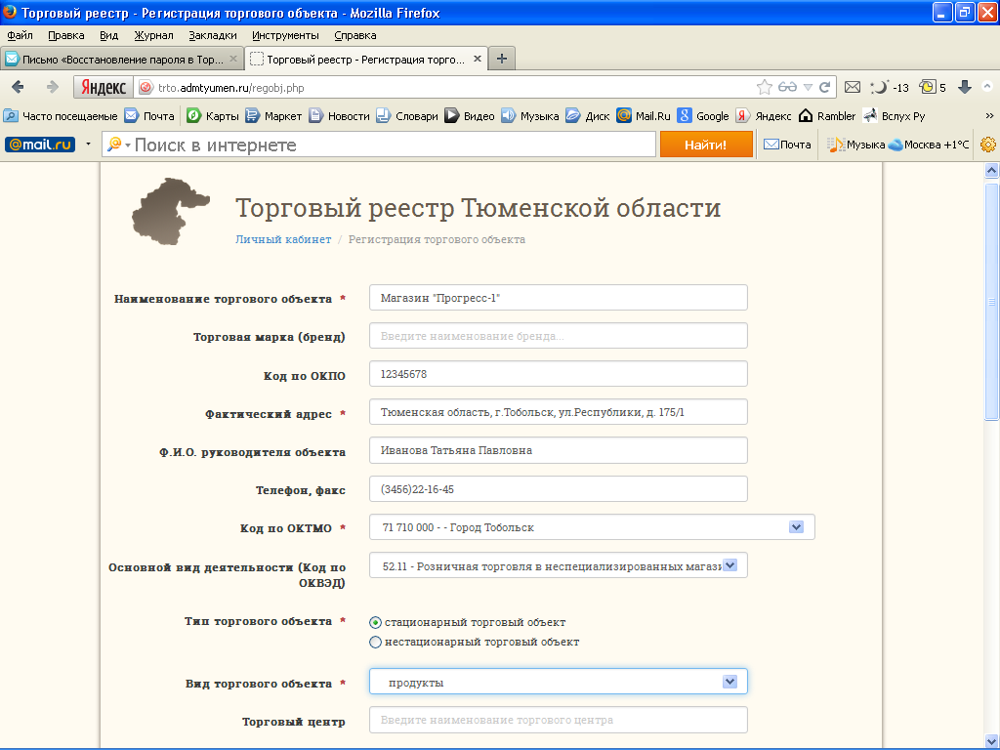 Торговый реестр - Регистрация торгового объекта - Mozilla Firefox
Файл Правка Вид Журнал Закладки Инструменты Справка
Письмо «Восстановление пароля в Тор... Торговый реестр - Регистрация торго...
Яндекс trto.admtyumen.ru/regobj.php -13 5
Часто посещаемые Почта Карты Маркет Новости Словари Видео Музыка Диск Mail.Ru Google Яндекс Rambler Вслух Ру
@mail.ru Поиск в интернете Найти! Почта Музыка Москва +1°C
Торговый реестр Тюменской области
Личный кабинет / Регистрация торгового объекта
Наименование торгового объекта * Магазин "Прогресс-1"
Торговая марка (бренд) Введите наименование бренда...
Код по ОКПО 12345678
Фактический адрес * Тюменская область, г.Тобольск, ул.Республики, д. 175/1
Ф.И.О. руководителя объекта Иванова Татьяна Павловна
Телефон, факс (3456)22-16-45
Код по ОКТМО * 71 710 000 - - Город Тобольск
Основной вид деятельности (Код по ОКВЭД) 52.11 - Розничная торговля в неспециализированных магази
Тип торгового объекта * стационарный торговый объект
нестационарный торговый объект
Вид торгового объекта * продукты
Торговый центр Введите наименование торгового центра